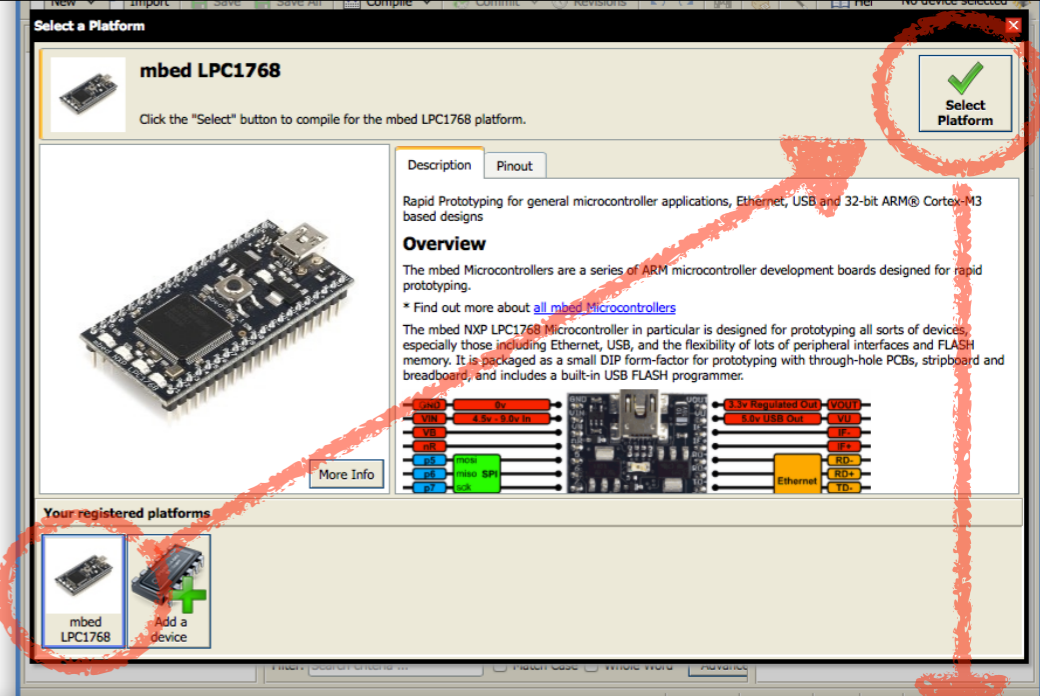 New Import Save Save All Compile Commit Revisions No device selected
Select a Platform
mbed LPC1768
Click the "Select" button to compile for the mbed LPC1768 platform.
Select
Platform
Description Pinout
Rapid Prototyping for general microcontroller applications, Ethernet, USB and 32-bit ARM® Cortex-M3
based designs
Overview
The mbed Microcontrollers are a series of ARM microcontroller development boards designed for rapid
prototyping.
* Find out more about all mbed Microcontrollers
The mbed NXP LPC1768 Microcontroller in particular is designed for prototyping all sorts of devices,
especially those including Ethernet, USB, and the flexibility of lots of peripheral interfaces and FLASH
memory. It is packaged as a small DIP form-factor for prototyping with through-hole PCBs, stripboard and
breadboard, and includes a built-in USB FLASH programmer.
mbed NXP LPC1768
GND 0v GND VOUT 3.3v Regulated Out VOUT
VIN 4.5v - 9.0v In VIN VU 5.0v USB Out VU
VB IF-
nR nR IF+
p5 mosi RD-
p6 miso SPI RD+
p7 sck Ethernet TD-
More Info
Your registered platforms
mbed
LPC1768
Add a
device
Filter: Search criteria ... Match Case Whole Word Advanc